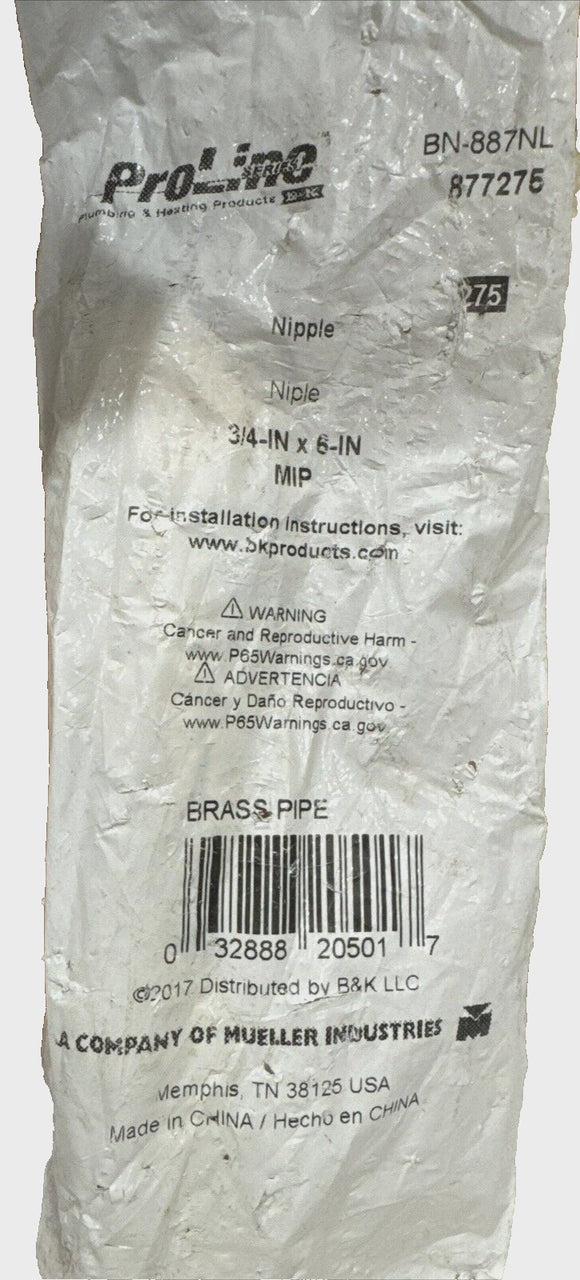 ProLine SERIES™
Plumbing & Heating Products B&K
BN-887NL
877275
275
Nipple
Niple
3/4-IN x 6-IN
MIP
For installation instructions, visit:
www.bkproducts.com
⚠ WARNING
Cancer and Reproductive Harm -
www.P65Warnings.ca.gov
⚠ ADVERTENCIA
Cáncer y Daño Reproductivo -
www.P65Warnings.ca.gov
BRASS PIPE
0 32888 20501 7
©2017 Distributed by B&K LLC
A COMPANY OF MUELLER INDUSTRIES M
Memphis, TN 38125 USA
Made in CHINA / Hecho en CHINA